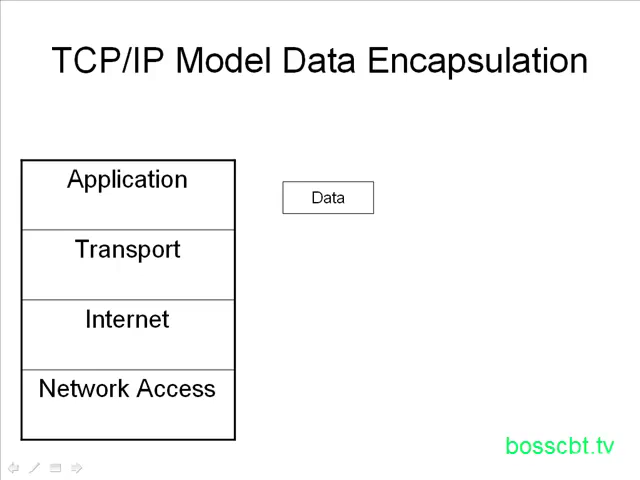 TCP/IP Model Data Encapsulation
Application
Data
Transport
Internet
Network Access
bosscbt.tv